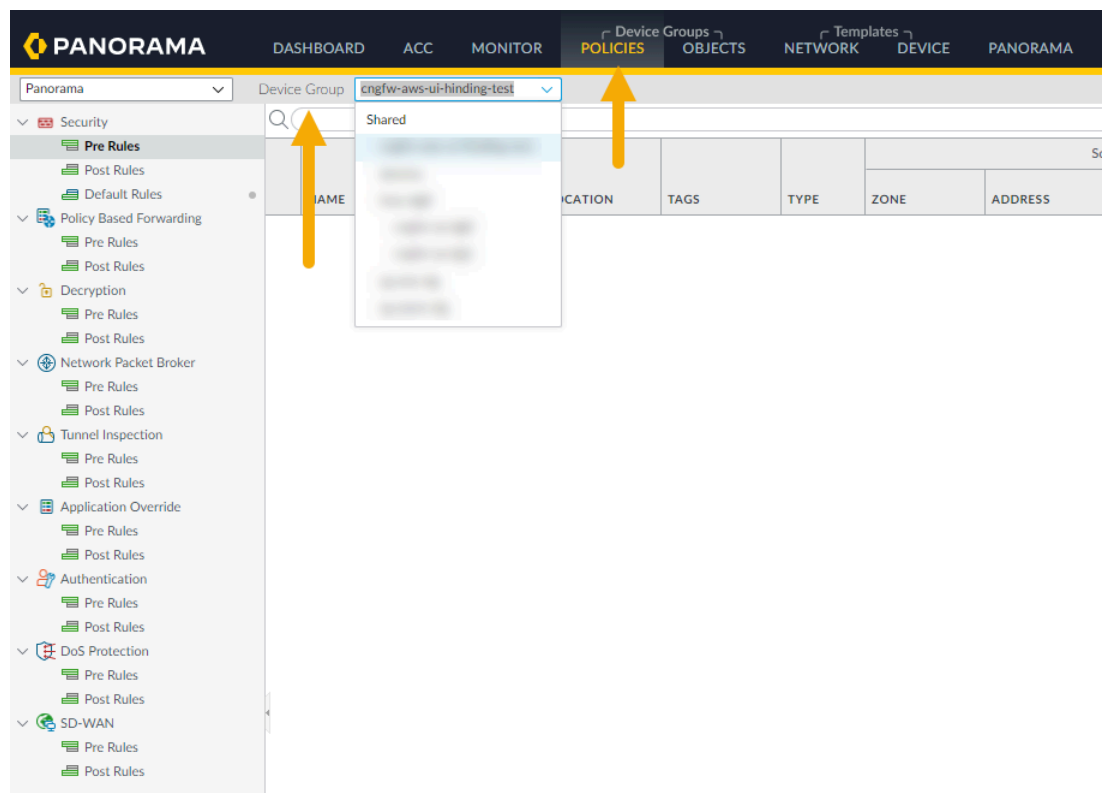 PANORAMA
Device Groups
Templates
DASHBOARD ACC MONITOR POLICIES OBJECTS NETWORK DEVICE PANORAMA
Panorama Device Group cngfw-aws-ui-hinding-test
Shared
Security
Pre Rules
Post Rules
Default Rules
Policy Based Forwarding
Pre Rules
Post Rules
Decryption
Pre Rules
Post Rules
Network Packet Broker
Pre Rules
Post Rules
Tunnel Inspection
Pre Rules
Post Rules
Application Override
Pre Rules
Post Rules
Authentication
Pre Rules
Post Rules
DoS Protection
Pre Rules
Post Rules
SD-WAN
Pre Rules
Post Rules
So
AME OCATION TAGS TYPE ZONE ADDRESS